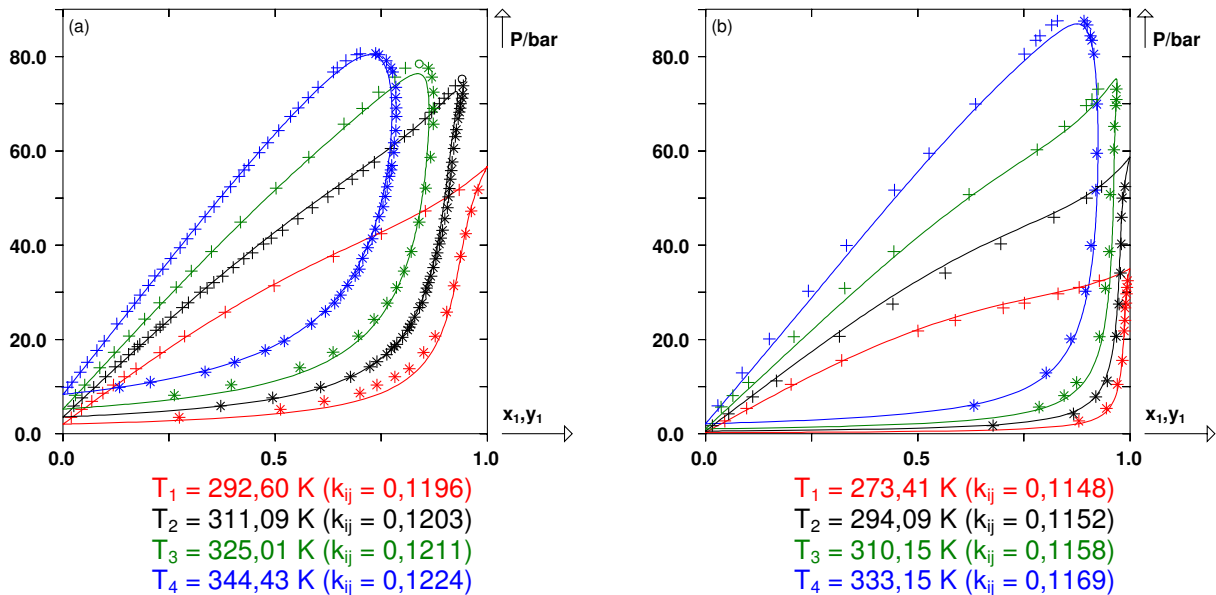 (a)
P/bar
80.0
60.0
40.0
20.0
0.0
x₁,y₁
0.0 0.5 1.0
T₁ = 292,60 K (kᵢⱼ = 0,1196)
T₂ = 311,09 K (kᵢⱼ = 0,1203)
T₃ = 325,01 K (kᵢⱼ = 0,1211)
T₄ = 344,43 K (kᵢⱼ = 0,1224)
(b)
P/bar
80.0
60.0
40.0
20.0
0.0
x₁,y₁
0.0 0.5 1.0
T₁ = 273,41 K (kᵢⱼ = 0,1148)
T₂ = 294,09 K (kᵢⱼ = 0,1152)
T₃ = 310,15 K (kᵢⱼ = 0,1158)
T₄ = 333,15 K (kᵢⱼ = 0,1169)